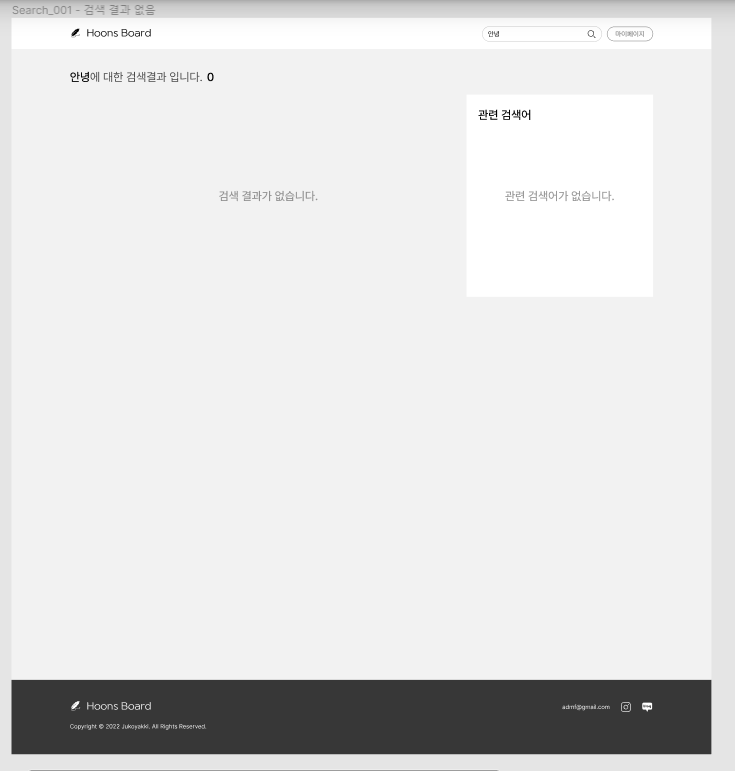 Search_001 - 검색 결과 없음
Hoons Board
안녕
마이페이지
안녕에 대한 검색결과 입니다. 0
관련 검색어
검색 결과가 없습니다.
관련 검색어가 없습니다.
Hoons Board
admf@gmail.com
Copyright © 2022 Jukoyakki. All Rights Reserved.